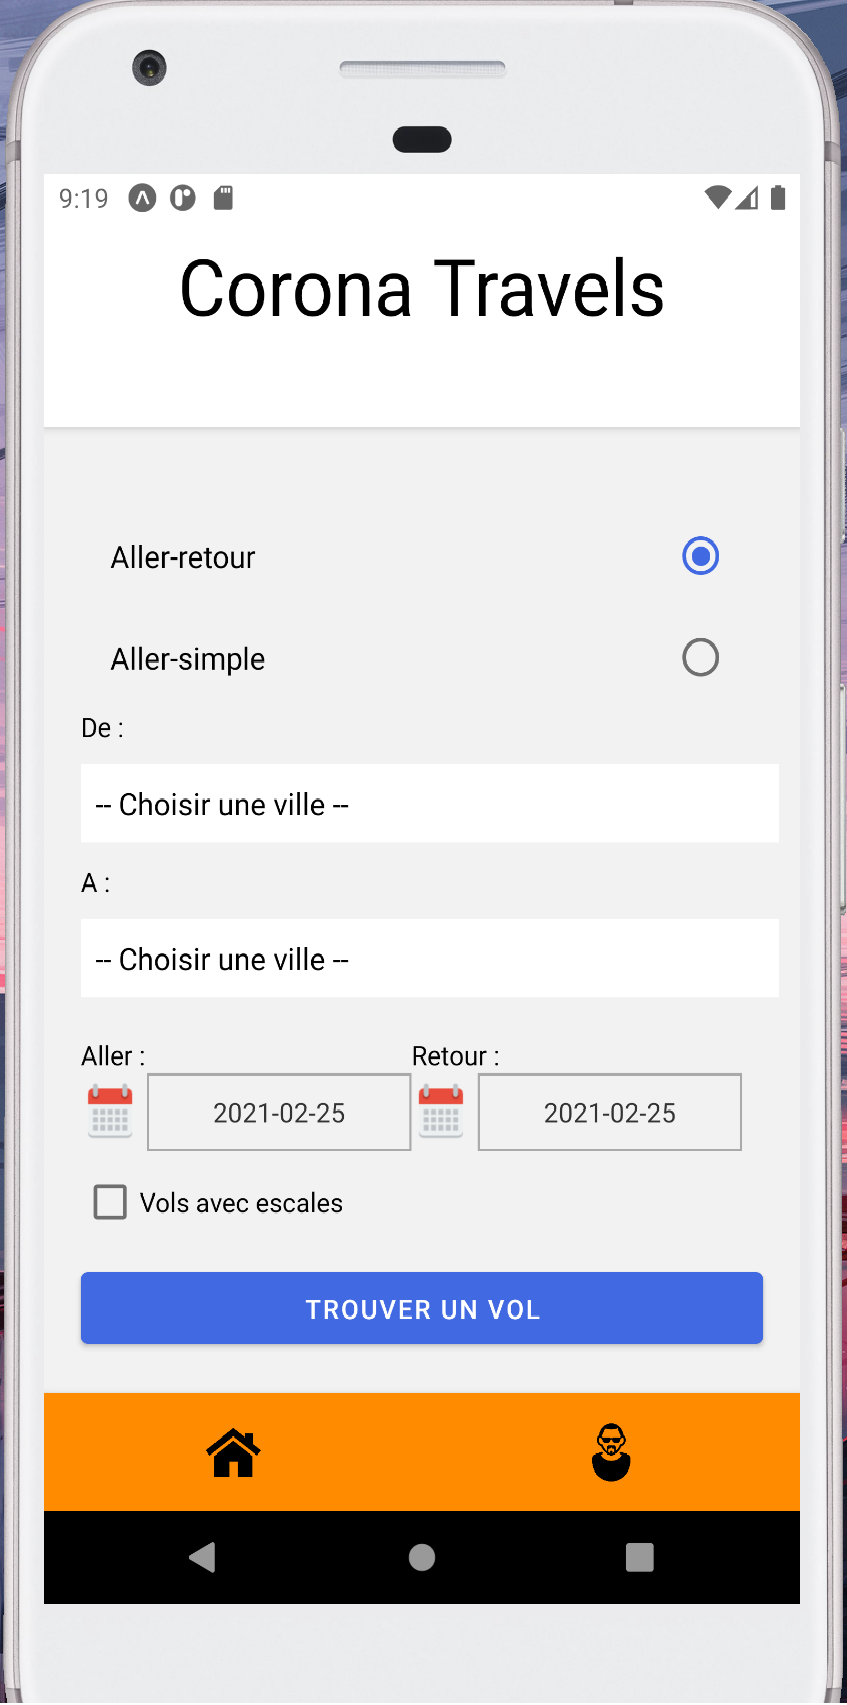 9:19
Corona Travels
Aller-retour
Aller-simple
De :
-- Choisir une ville --
A :
-- Choisir une ville --
Aller : Retour :
2021-02-25 2021-02-25
Vols avec escales
TROUVER UN VOL